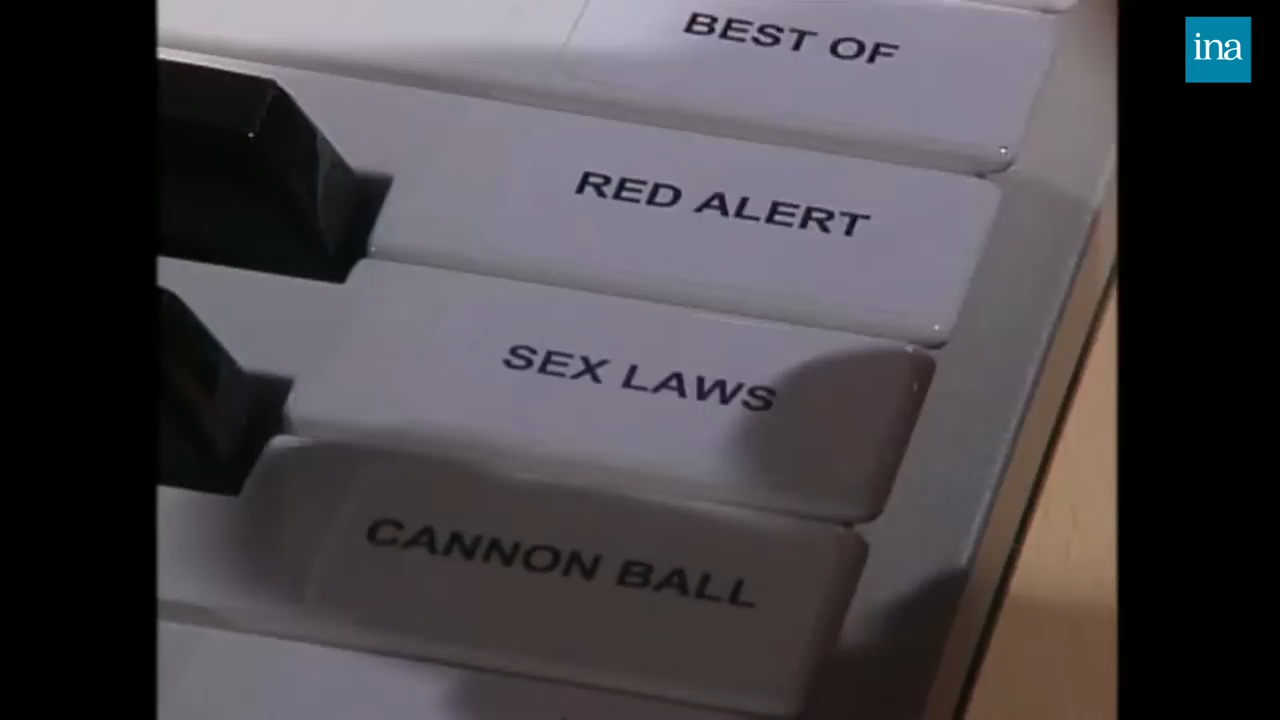 ina
BEST OF
RED ALERT
SEX LAWS
CANNON BALL